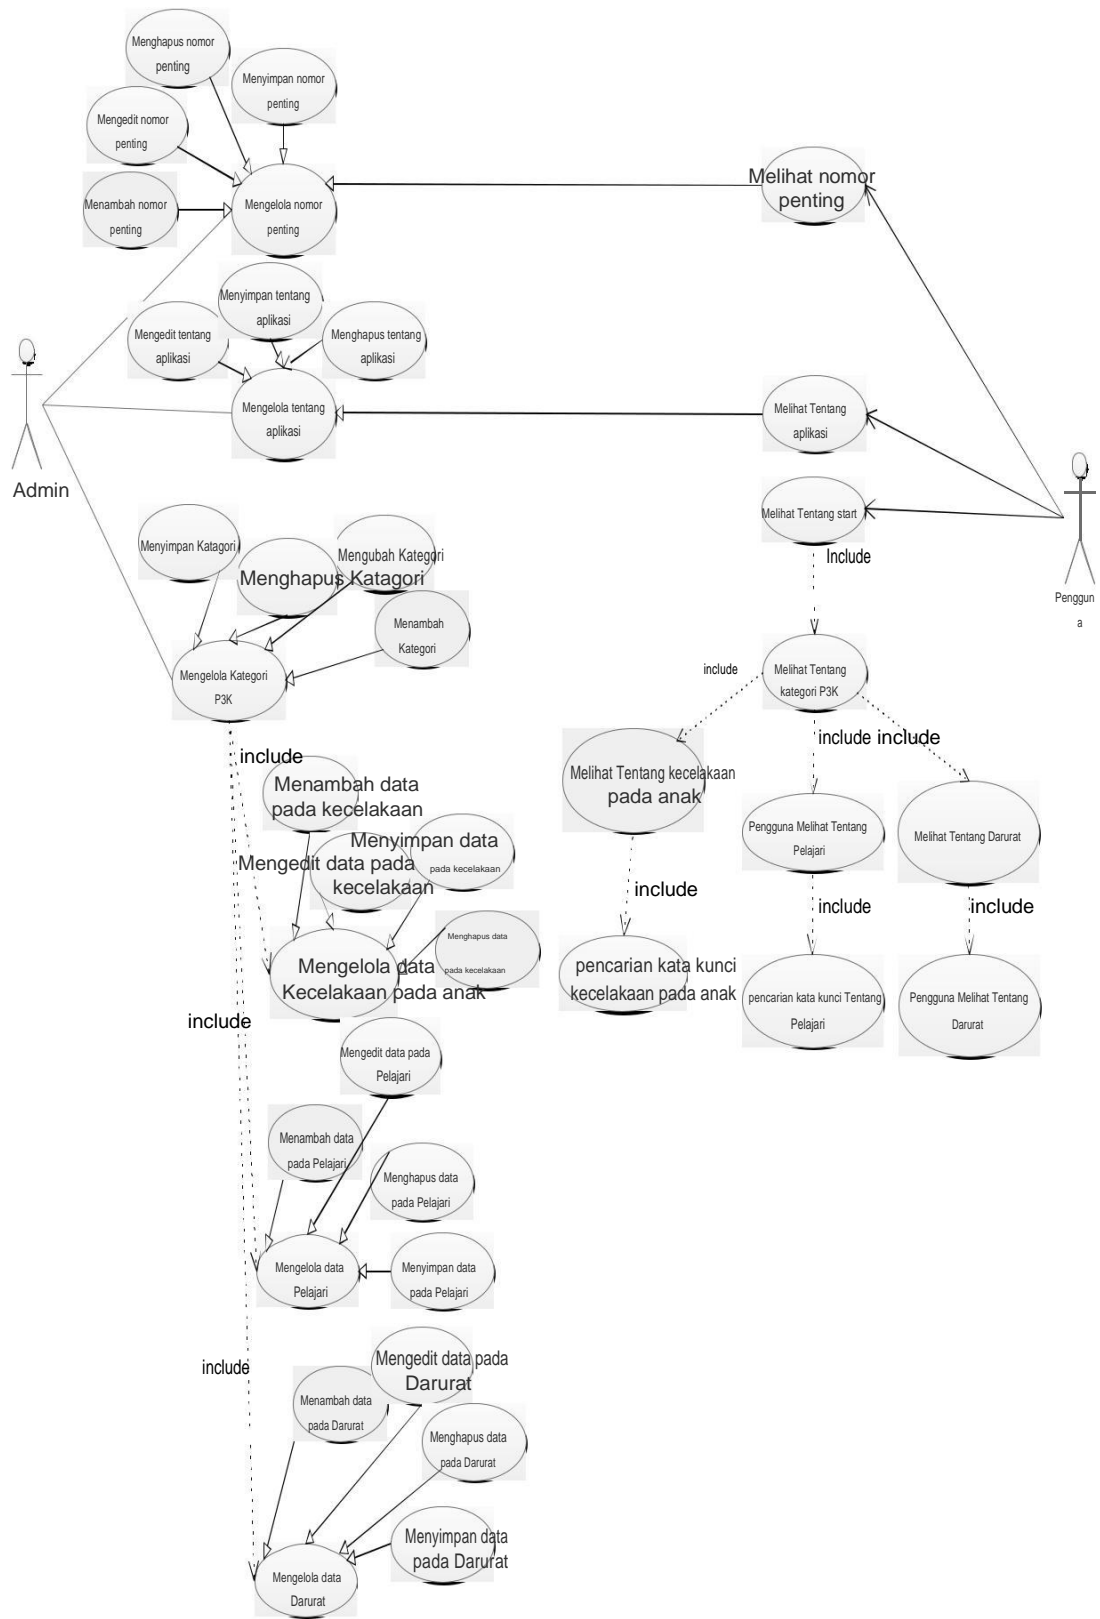 Menghapus nomor
penting
Menyimpan nomor
penting
Mengedit nomor
penting
Menambah nomor
penting
Mengelola nomor
penting
Melihat nomor
penting
Menyimpan tentang
aplikasi
Mengedit tentang
aplikasi
Menghapus tentang
aplikasi
Mengelola tentang
aplikasi
Melihat Tentang
aplikasi
Admin
Melihat Tentang start
Include
Penggun
a
Menyimpan Katagori
Mengubah Kategori
Menghapus Katagori
Menambah
Kategori
Mengelola Kategori
P3K
include
Melihat Tentang
kategori P3K
include
include
include
include
Melihat Tentang kecelakaan
pada anak
Menambah data
pada kecelakaan
Pengguna Melihat Tentang
Pelajari
Melihat Tentang Darurat
Menyimpan data
pada kecelakaan
Mengedit data pada
kecelakaan
include
include
include
Menghapus data
pada kecelakaan
Mengelola data
Kecelakaan pada anak
pencarian kata kunci
kecelakaan pada anak
pencarian kata kunci Tentang
Pelajari
Pengguna Melihat Tentang
Darurat
include
Mengedit data pada
Pelajari
Menambah data
pada Pelajari
Menghapus data
pada Pelajari
Mengelola data
Pelajari
Menyimpan data
pada Pelajari
include
Mengedit data pada
Darurat
Menambah data
pada Darurat
Menghapus data
pada Darurat
Menyimpan data
pada Darurat
Mengelola data
Darurat